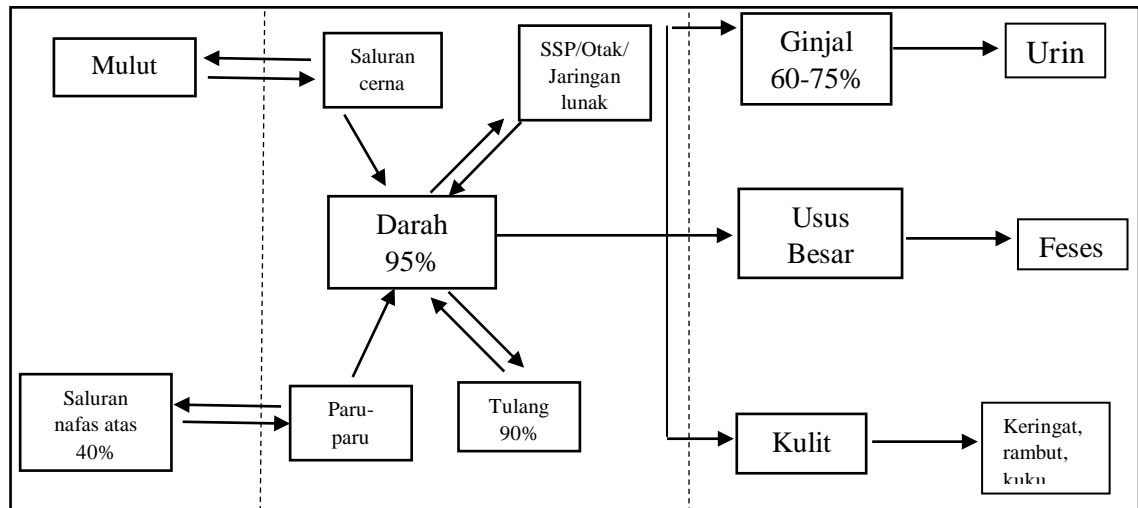 Mulut
Saluran
cerna
SSP/Otak/
Jaringan
lunak
Ginjal
60-75%
Urin
Darah
95%
Usus
Besar
Feses
Saluran
nafas atas
40%
Paru-
paru
Tulang
90%
Kulit
Keringat,
rambut,
kuku